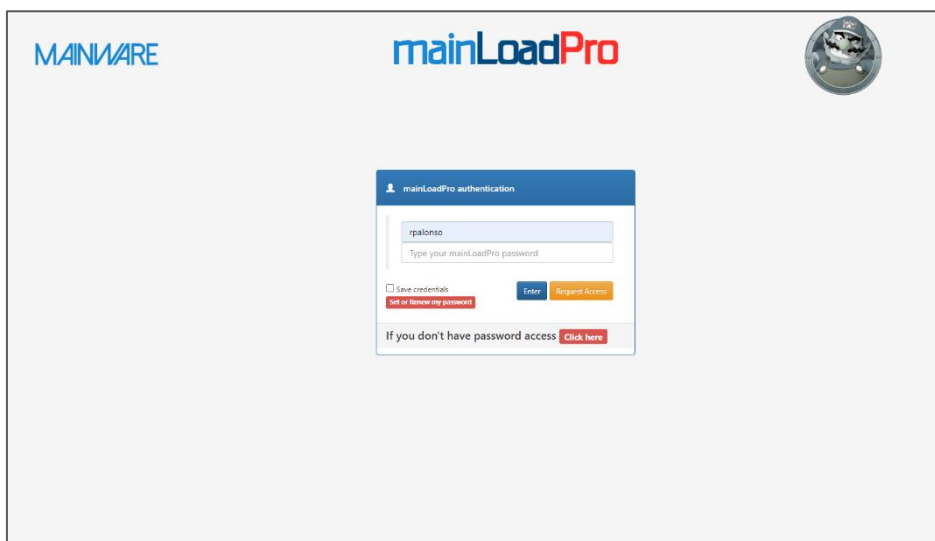 MAINWARE
mainLoadPro
mainLoadPro authentication
rpalonso
Type your mainLoadPro password
Save credentials
Set or Renew my password
Enter
Request Access
If you don't have password access Click here